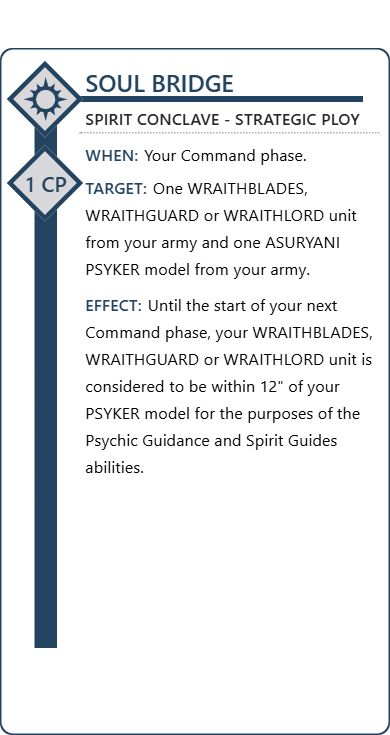 SOUL BRIDGE
SPIRIT CONCLAVE - STRATEGIC PLOY
1 CP
WHEN: Your Command phase.
TARGET: One WRAITHBLADES,
WRAITHGUARD or WRAITHLORD unit
from your army and one ASURYANI
PSYKER model from your army.
EFFECT: Until the start of your next
Command phase, your WRAITHBLADES,
WRAITHGUARD or WRAITHLORD unit is
considered to be within 12" of your
PSYKER model for the purposes of the
Psychic Guidance and Spirit Guides
abilities.